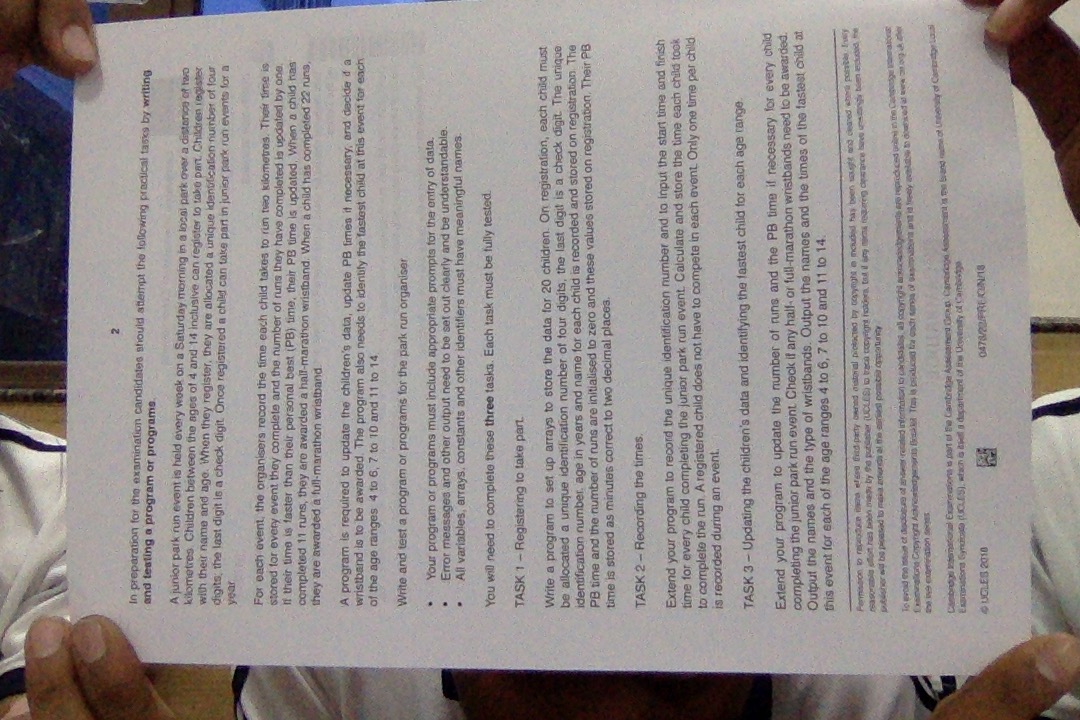 2
In preparation for the examination candidates should attempt the following practical tasks by writing
and testing a program or programs.
A junior park run event is held every week on a Saturday morning in a local park over a distance of two
kilometres. Children between the ages of 4 and 14 inclusive can register to take part. Children register
with their name and age. When they register, they are allocated a unique identification number of four
digits, the last digit is a check digit. Once registered a child can take part in junior park run events for a
year.
For each event, the organisers record the time each child takes to run two kilometres. Their time is
stored for every event they complete and the number of runs they have completed is updated by one.
If their time is faster than their personal best (PB) time, their PB time is updated. When a child has
completed 11 runs, they are awarded a half-marathon wristband. When a child has completed 22 runs,
they are awarded a full-marathon wristband.
A program is required to update the children's data, update PB times if necessary, and decide if a
wristband is to be awarded. The program also needs to identify the fastest child at this event for each
of the age ranges 4 to 6, 7 to 10 and 11 to 14.
Write and test a program or programs for the park run organiser.
• Your program or programs must include appropriate prompts for the entry of data.
• Error messages and other output need to be set out clearly and be understandable.
• All variables, arrays, constants and other identifiers must have meaningful names.
You will need to complete these three tasks. Each task must be fully tested.
TASK 1 – Registering to take part.
Write a program to set up arrays to store the data for 20 children. On registration, each child must
be allocated a unique identification number of four digits, the last digit is a check digit. The unique
identification number, age in years and name for each child is recorded and stored on registration. The
PB time and the number of runs are initialised to zero and these values stored on registration. Their PB
time is stored as minutes correct to two decimal places.
TASK 2 – Recording the times.
Extend your program to record the unique identification number and to input the start time and finish
time for every child completing the junior park run event. Calculate and store the time each child took
to complete the run. A registered child does not have to compete in each event. Only one time per child
is recorded during an event.
TASK 3 – Updating the children's data and identifying the fastest child for each age range.
Extend your program to update the number of runs and the PB time if necessary for every child
completing the junior park run event. Check if any half- or full-marathon wristbands need to be awarded.
Output the names and the type of wristbands. Output the names and the times of the fastest child at
this event for each of the age ranges 4 to 6, 7 to 10 and 11 to 14.
Permission to reproduce items where third-party owned material protected by copyright is included has been sought and cleared where possible. Every
reasonable effort has been made by the publisher (UCLES) to trace copyright holders, but if any items requiring clearance have unwittingly been included, the
publisher will be pleased to make amends at the earliest possible opportunity.
To avoid the issue of disclosure of answer-related information to candidates, all copyright acknowledgements are reproduced online in the Cambridge International
Examinations Copyright Acknowledgements Booklet. This is produced for each series of examinations and is freely available to download at www.cie.org.uk after
the live examination series.
Cambridge International Examinations is part of the Cambridge Assessment Group. Cambridge Assessment is the brand name of University of Cambridge Local
Examinations Syndicate (UCLES), which is itself a department of the University of Cambridge.
© UCLES 2018 0478/22/PRE/O/N/18